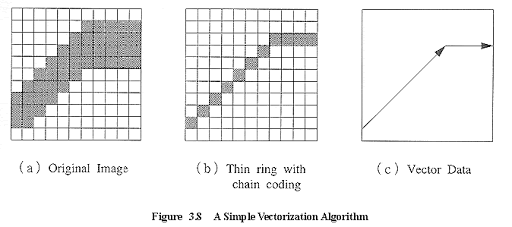 (a) Original Image
(b) Thin ring with
chain coding
(c) Vector Data
Figure 3.8 A Simple Vectorization Algorithm